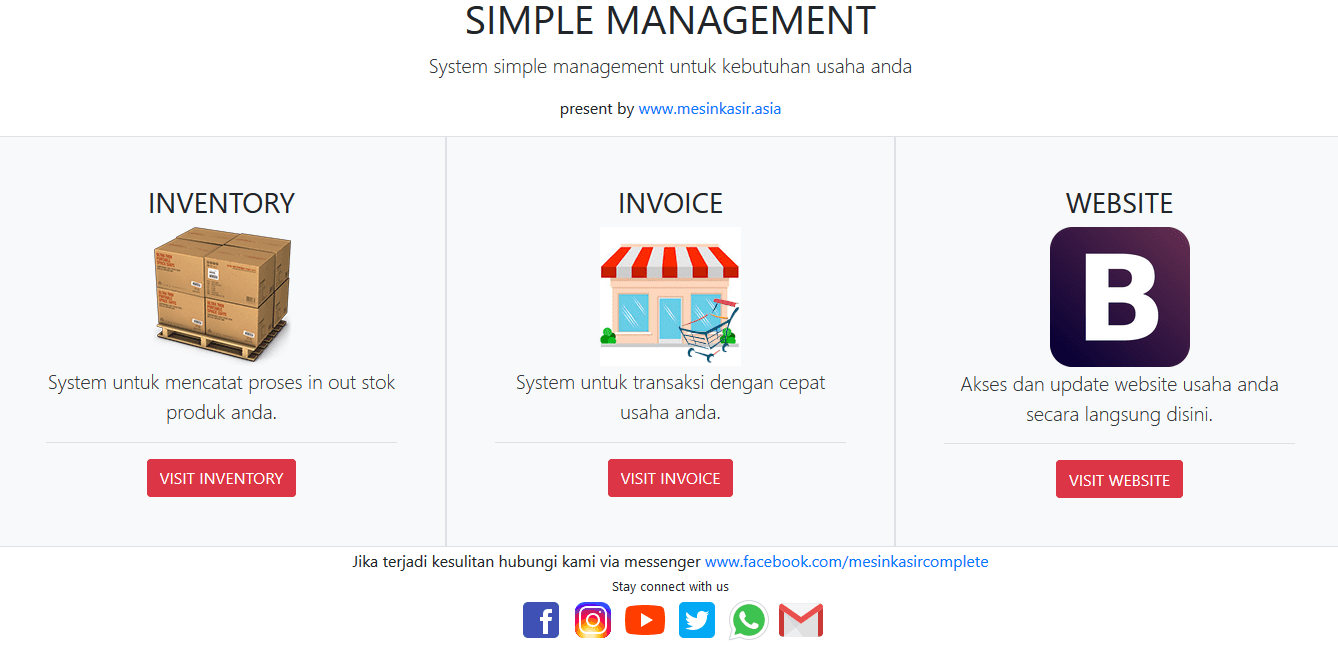 SIMPLE MANAGEMENT
System simple management untuk kebutuhan usaha anda
present by www.mesinkasir.asia
INVENTORY
System untuk mencatat proses in out stok
produk anda.
VISIT INVENTORY
INVOICE
System untuk transaksi dengan cepat
usaha anda.
VISIT INVOICE
WEBSITE
B
Akses dan update website usaha anda
secara langsung disini.
VISIT WEBSITE
Jika terjadi kesulitan hubungi kami via messenger www.facebook.com/mesinkasircomplete
Stay connect with us